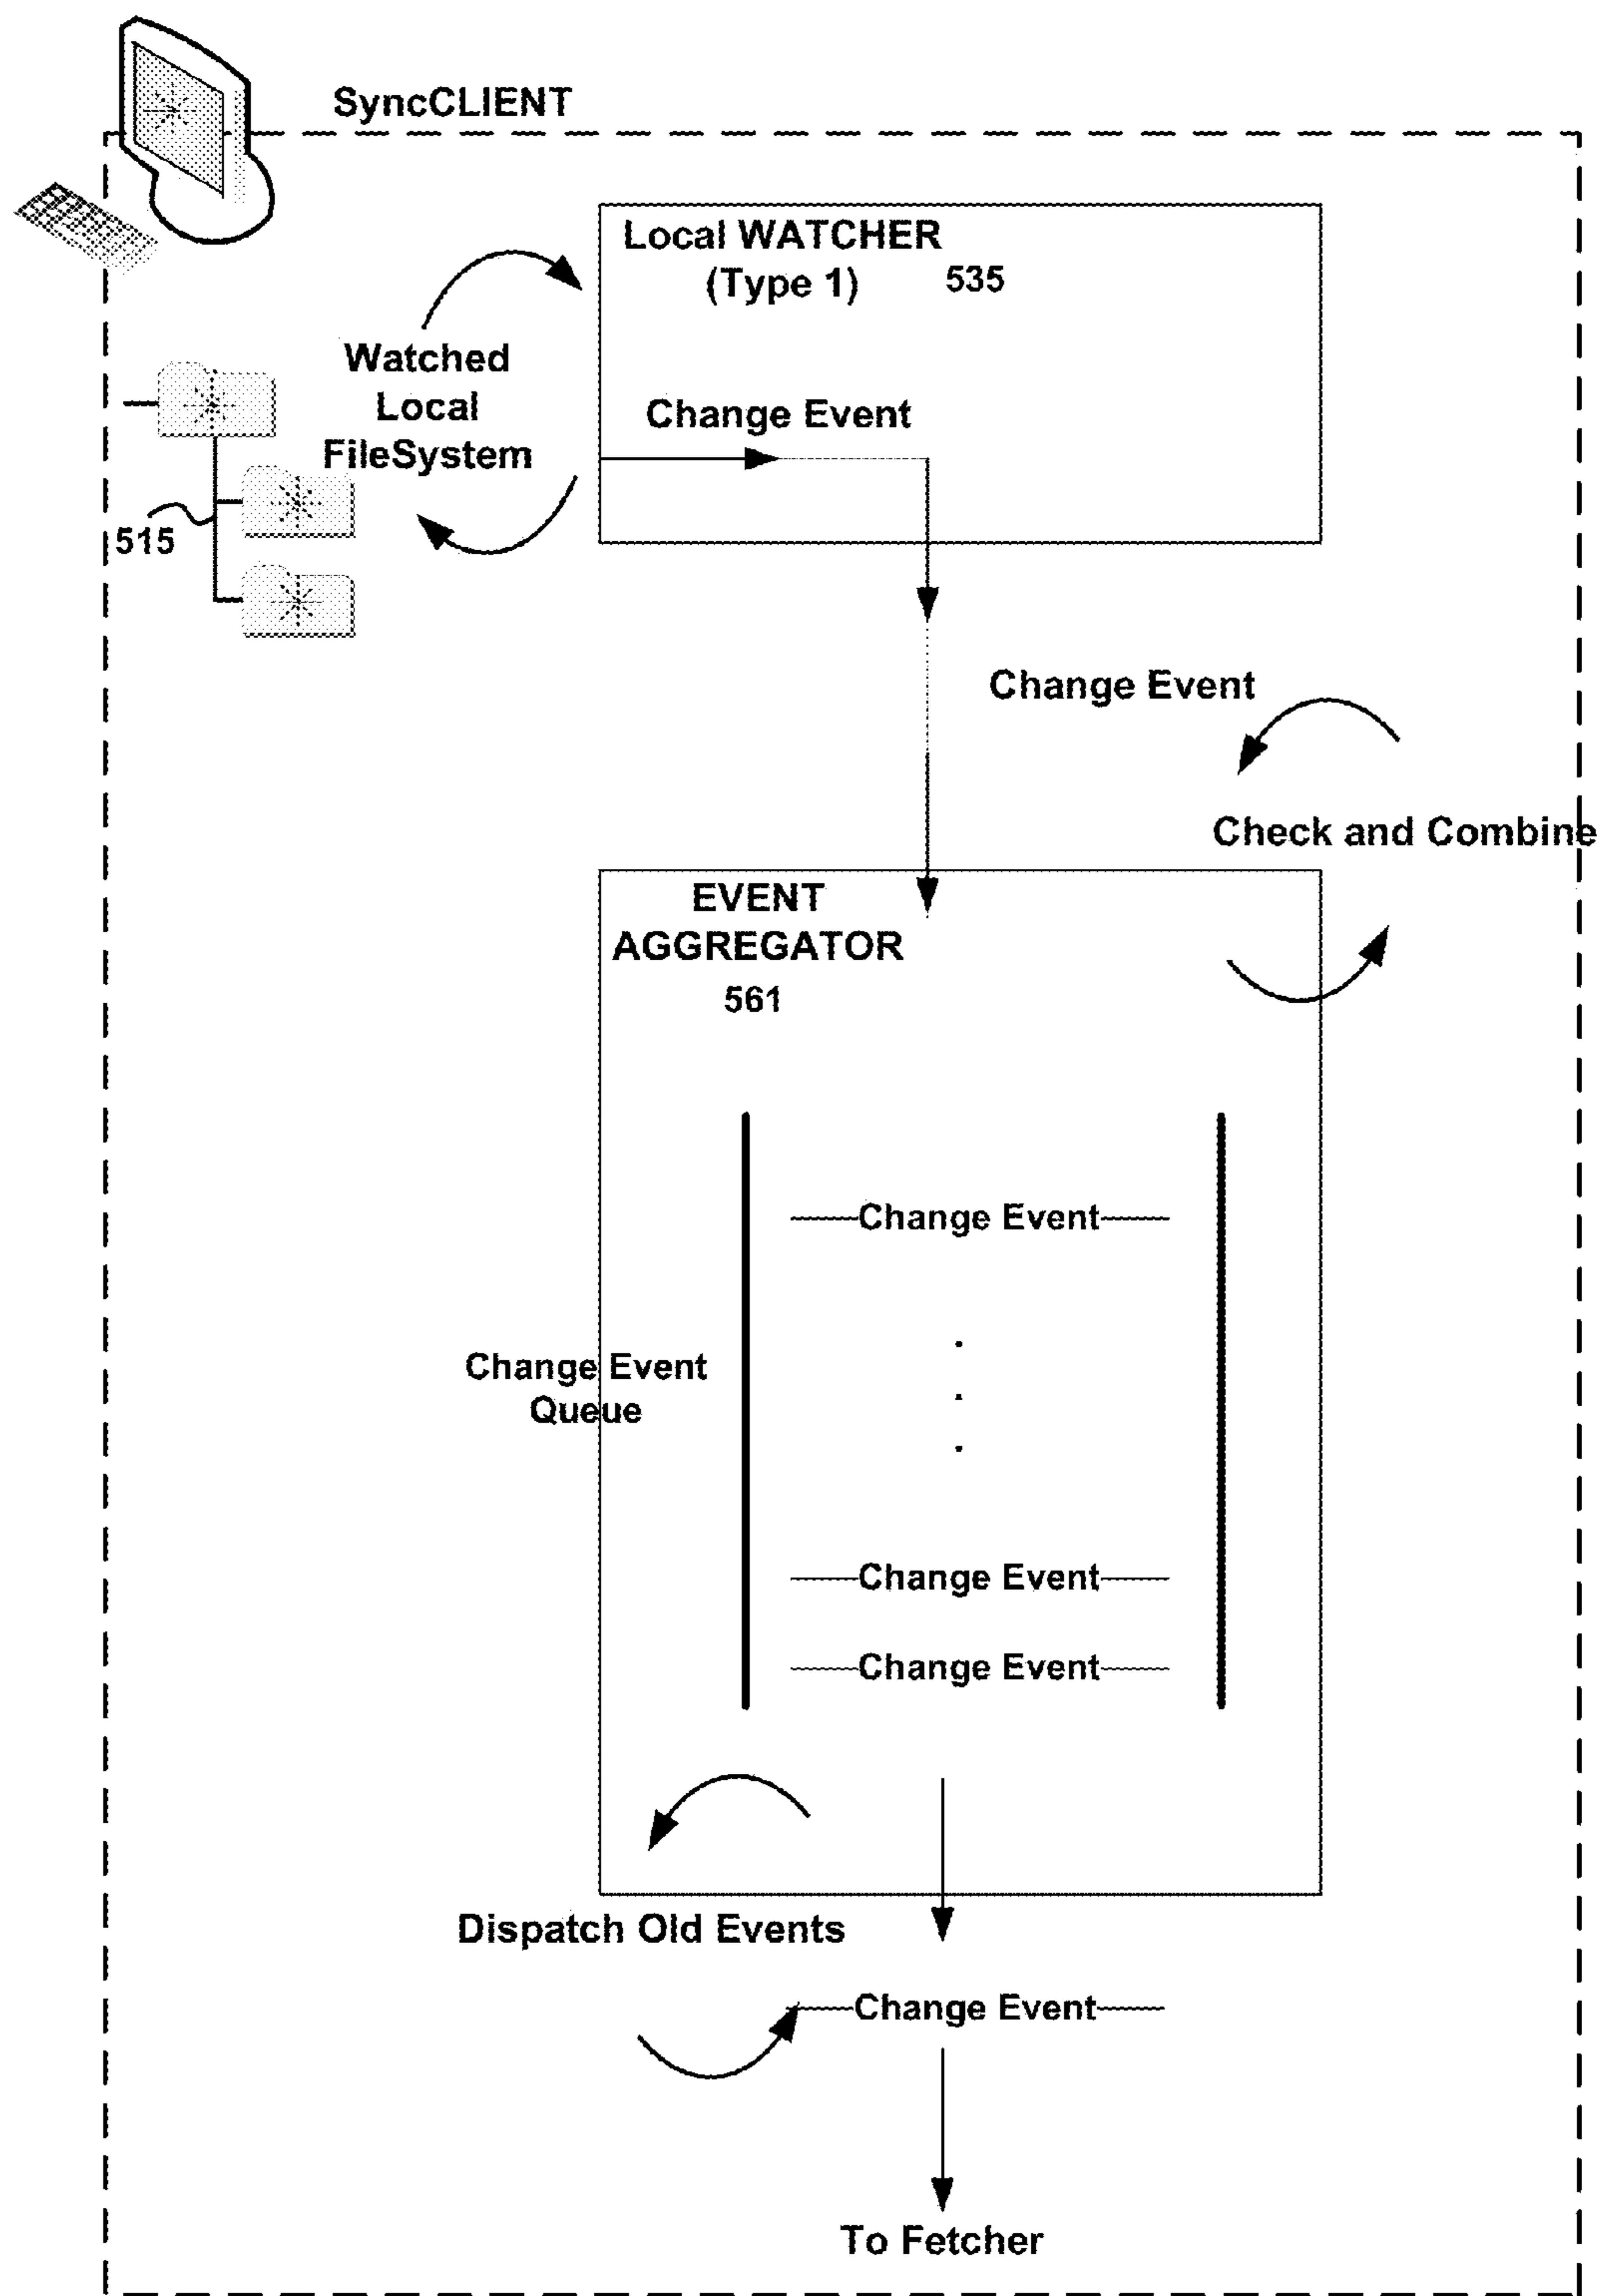 SyncCLIENT
Local WATCHER
(Type 1)
535
Watched
Local
FileSystem
Change Event
515
Change Event
Check and Combine
EVENT
AGGREGATOR
561
Change Event
Change Event
Queue
Change Event
Change Event
Dispatch Old Events
Change Event
To Fetcher